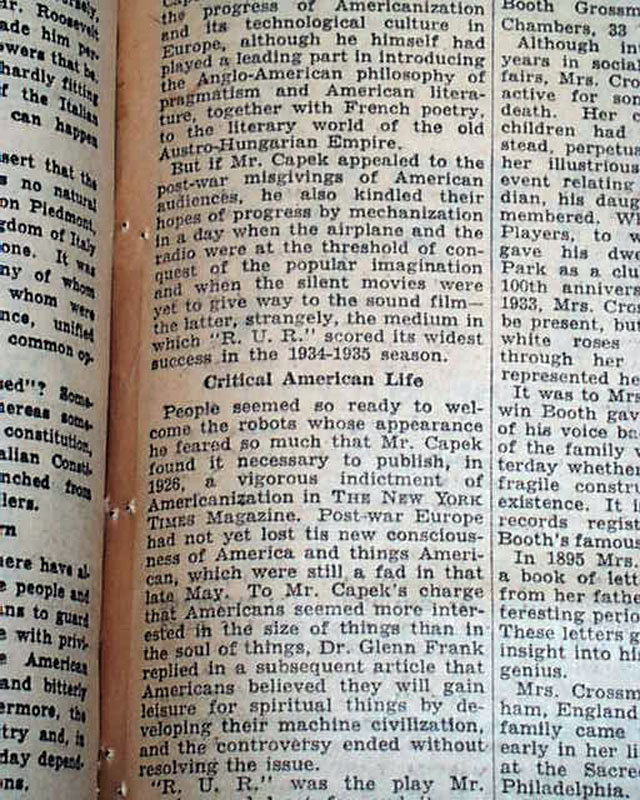 r. Roosevelt
ade him per-
wers that be,
hardly fitting
f the Italian
can happen
sert that the
s no natural
on Piedmont,
gdom of Italy
one. It was
ny of whom
whom were
nce, unified
common op-
sed"? Some-
hereas some-
constitution,
alian Consti-
nched from
lers.
rn
here have al-
e people and
ans to guard
e with privi-
e American
and bitterly
ermore, the
try and, is
day depend-
ns.
the progress of Americanization
and its technological culture in
Europe, although he himself had
played a leading part in introducing
the Anglo-American philosophy of
pragmatism and American litera-
ture, together with French poetry,
to the literary world of the old
Austro-Hungarian Empire.
But if Mr. Capek appealed to the
post-war misgivings of American
audiences, he also kindled their
hopes of progress by mechanization
in a day when the airplane and the
radio were at the threshold of con-
quest of the popular imagination
and when the silent movies were
yet to give way to the sound film—
the latter, strangely, the medium in
which "R. U. R." scored its widest
success in the 1934-1935 season.
Critical American Life
People seemed so ready to wel-
come the robots whose appearance
he feared so much that Mr. Capek
found it necessary to publish, in
1926, a vigorous indictment of
Americanization in THE NEW YORK
TIMES Magazine. Post-war Europe
had not yet lost tis new conscious-
ness of America and things Ameri-
can, which were still a fad in that
late May. To Mr. Capek's charge
that Americans seemed more inter-
ested in the size of things than in
the soul of things, Dr. Glenn Frank
replied in a subsequent article that
Americans believed they will gain
leisure for spiritual things by de-
veloping their machine civilization,
and the controversy ended without
resolving the issue.
"R. U. R." was the play Mr.
Booth Grossm
Chambers, 33
Although in
years in social
fairs, Mrs. Cro
active for som
death. Her c
children had
stead, perpetua
her illustrious
event relating
dian, his daug
membered. W
Players, to w
gave his dwe
Park as a clu
100th annivers
1933, Mrs. Cros
be present, but
white roses
through her
represented he
It was to Mrs
win Booth gav
of his voice ba
of the family v
terday whether
fragile constru
existence. It i
records regist
Booth's famous
In 1895 Mrs.
a book of lett
from her fathe
teresting perio
These letters g
insight into his
genius.
Mrs. Crossm
ham, England
family came
early in her li
at the Sacre
Philadelphia.